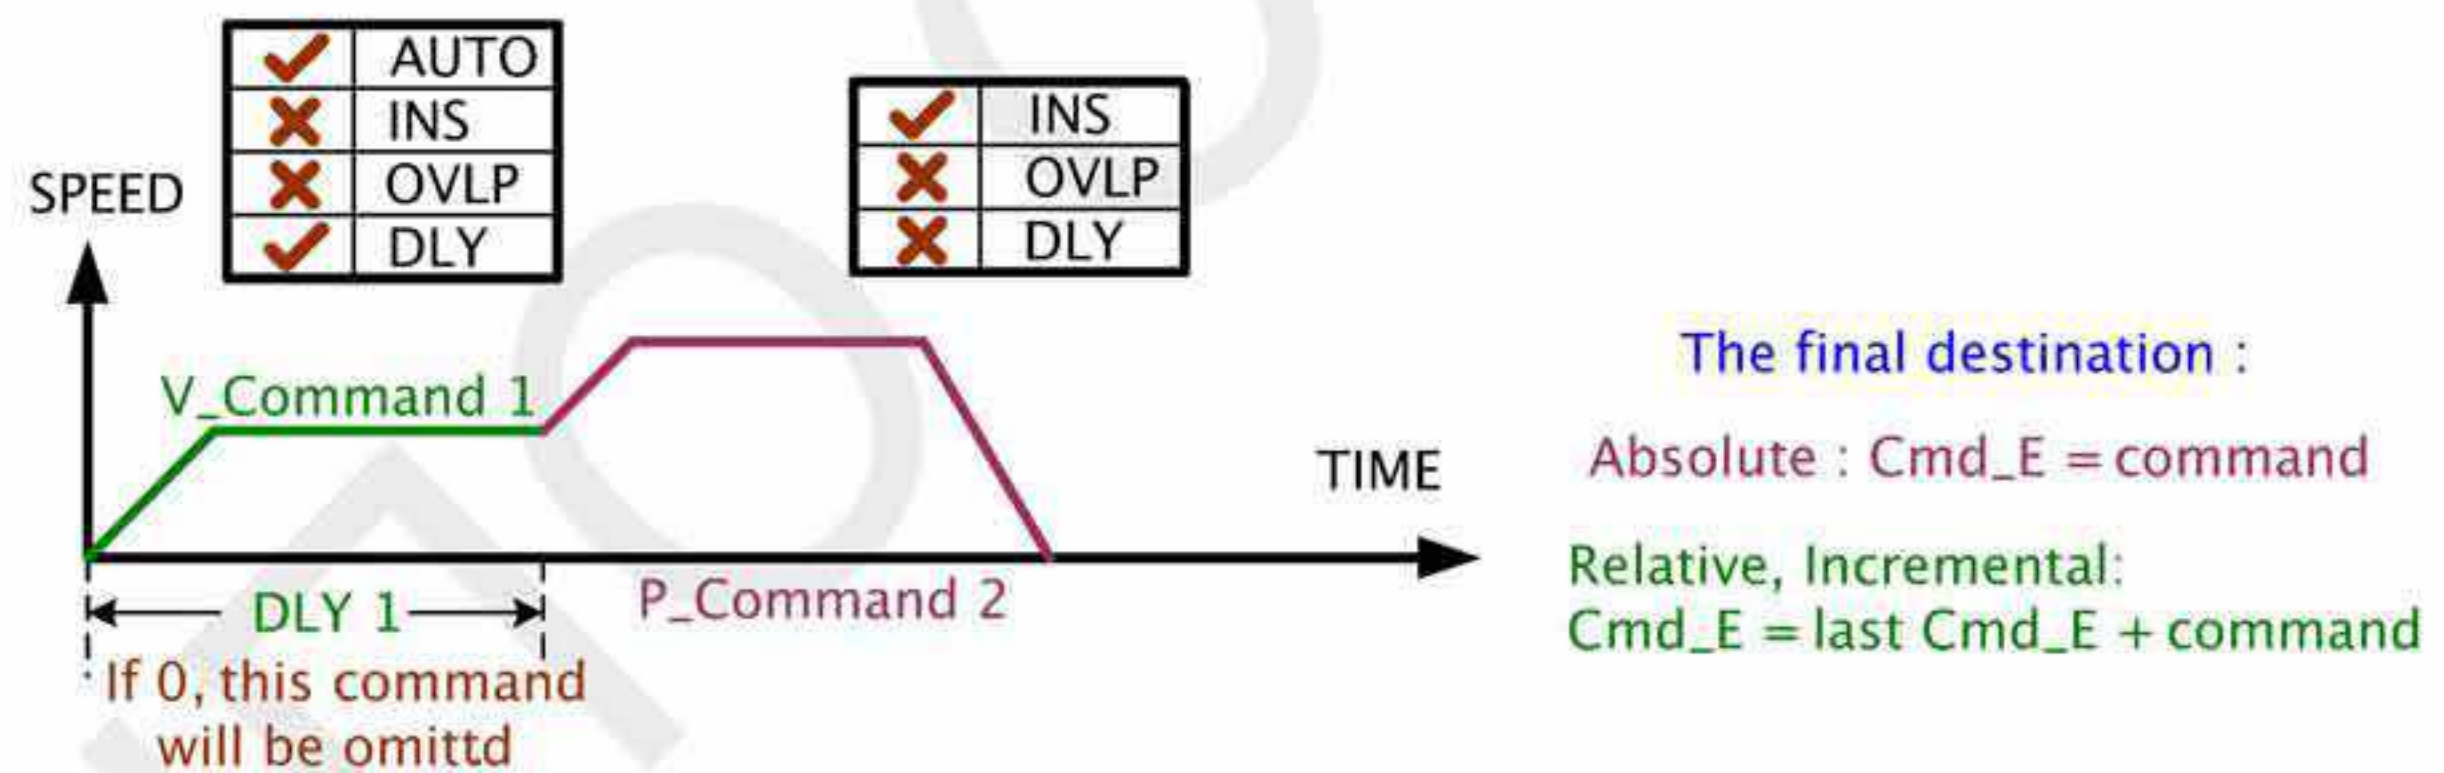 AUTO
INS
OVLP
DLY
INS
OVLP
DLY
SPEED
V_Command 1
TIME
DLY 1
P_Command 2
If 0, this command
will be omittd
The final destination :
Absolute : Cmd_E = command
Relative, Incremental:
Cmd_E = last Cmd_E + command